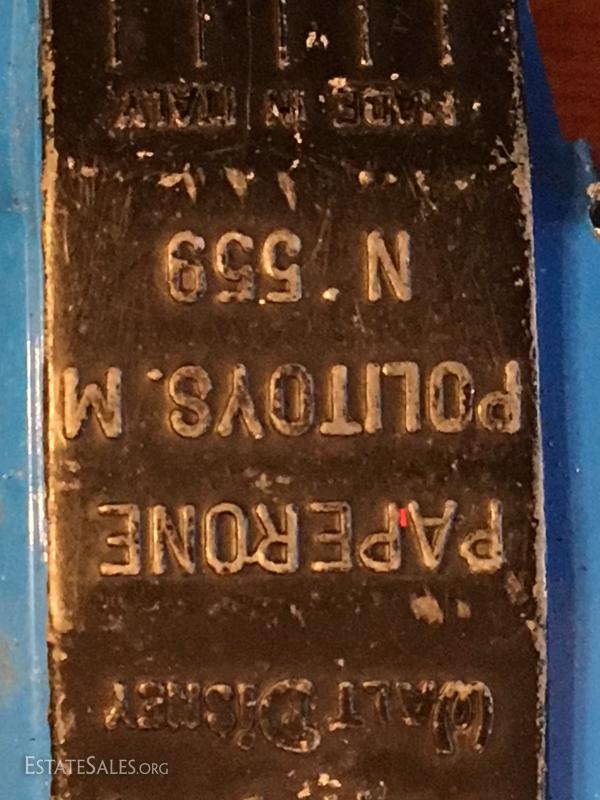 WALT DISNEY
PAPERONE
POLITOYS. M
N. 559
MADE IN ITALY
ESTATESALES.ORG